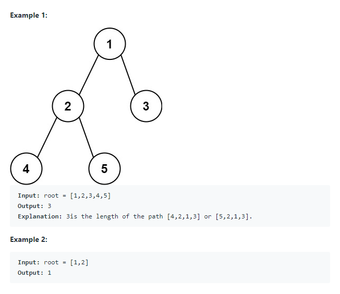 Example 1:
1
2
3
4
5
Input: root = [1,2,3,4,5]
Output: 3
Explanation: 3is the length of the path [4,2,1,3] or [5,2,1,3].
Example 2:
Input: root = [1,2]
Output: 1